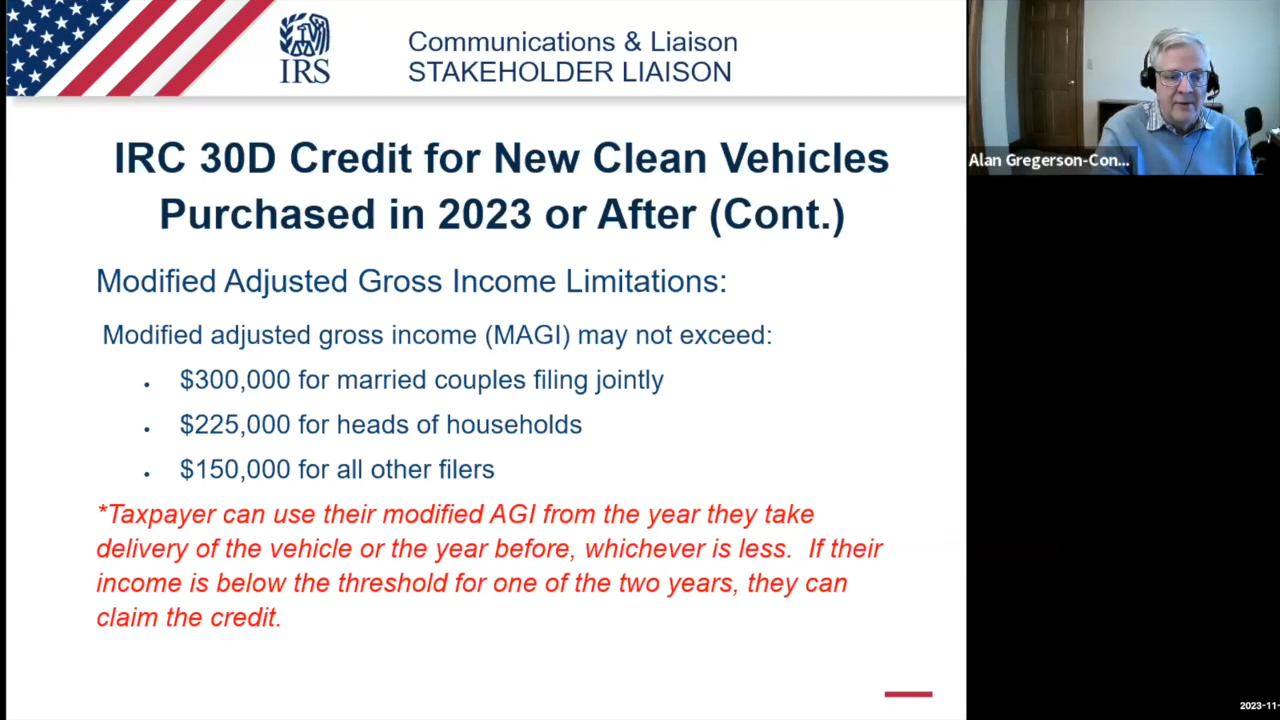 IRS
Communications & Liaison
STAKEHOLDER LIAISON
IRC 30D Credit for New Clean Vehicles
Purchased in 2023 or After (Cont.)
Modified Adjusted Gross Income Limitations:
Modified adjusted gross income (MAGI) may not exceed:
• $300,000 for married couples filing jointly
• $225,000 for heads of households
• $150,000 for all other filers
*Taxpayer can use their modified AGI from the year they take
delivery of the vehicle or the year before, whichever is less.  If their
income is below the threshold for one of the two years, they can
claim the credit.
Alan Gregerson-Con...
2023-11-